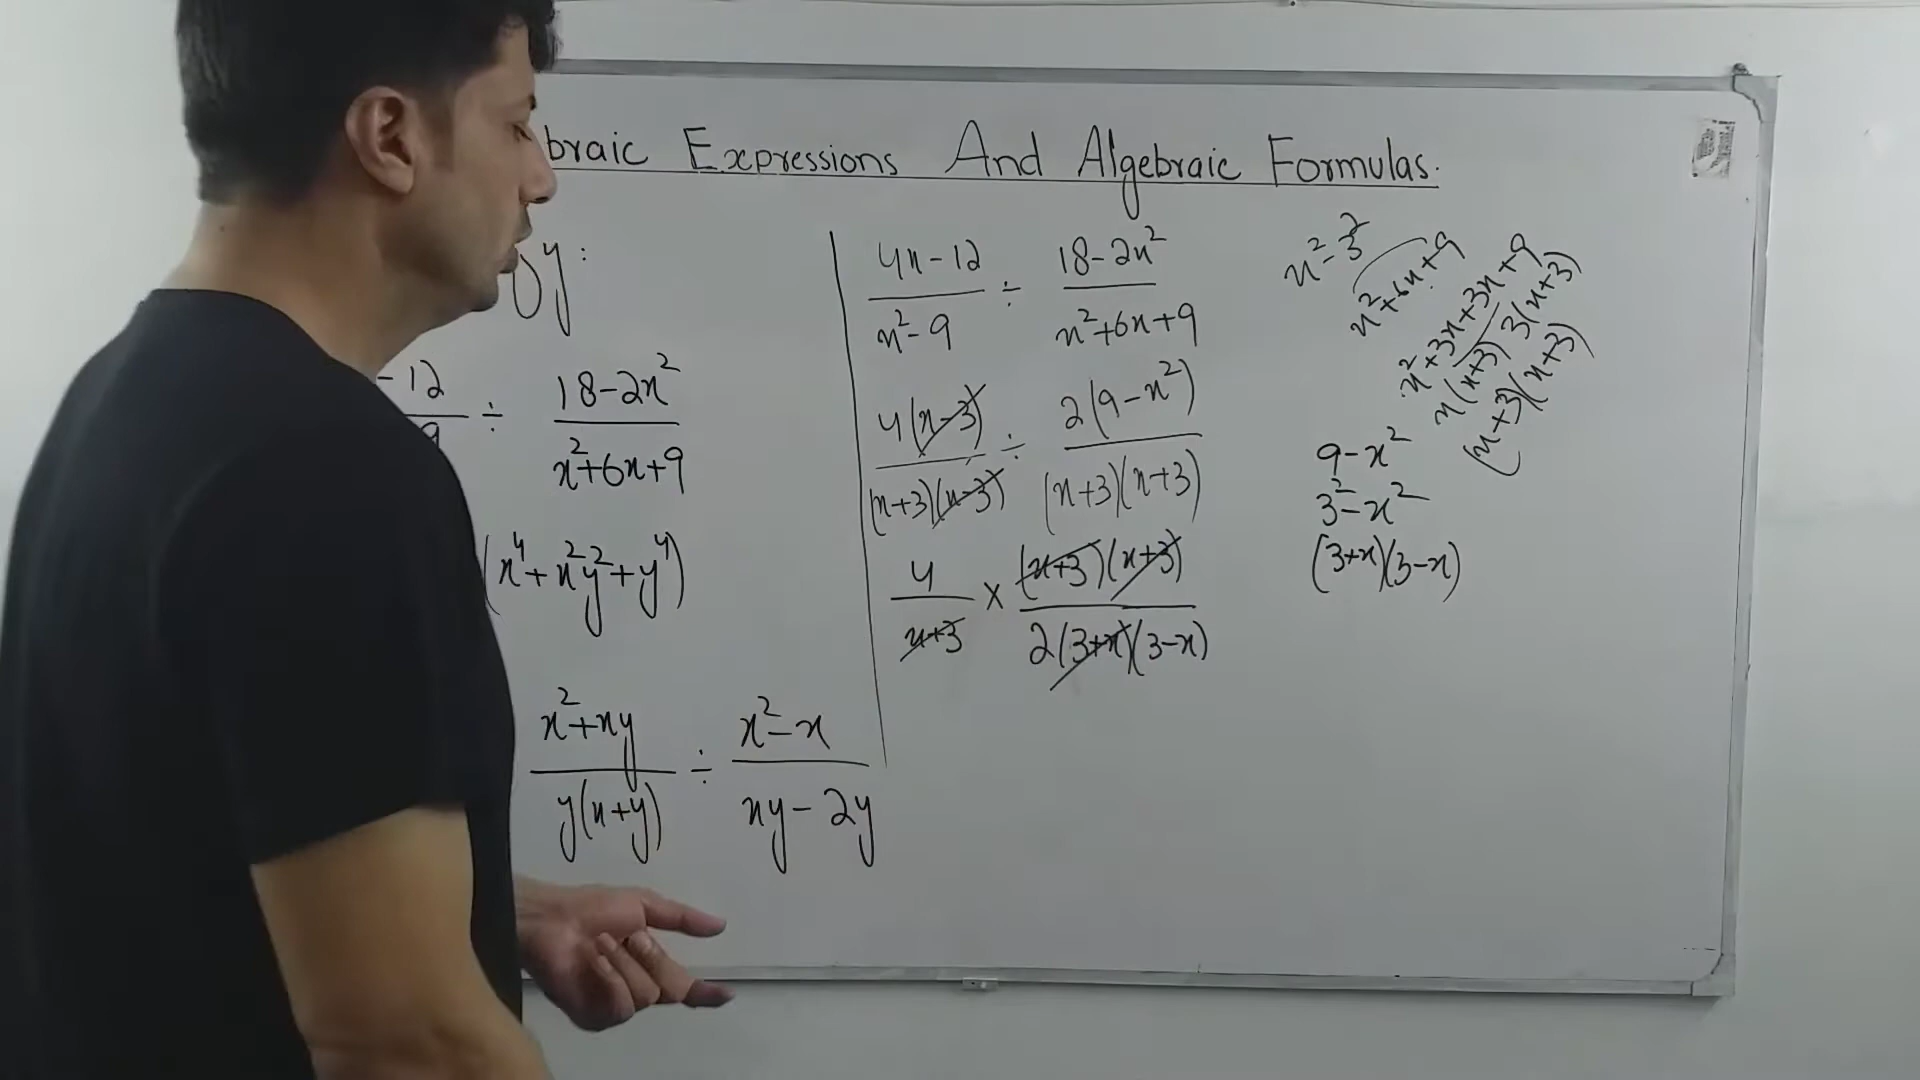 braic Expressions And Algebraic Formulas.
y:
-12 / 9 ÷ 18-2x² / x²+6x+9
(x⁴+x²y²+y⁴)
x²+xy / y(x+y) ÷ x²-x / xy-2y
4x-12 / x²-9 ÷ 18-2x² / x²+6x+9
4(x-3) / (x+3)(x-3) ÷ 2(9-x²) / (x+3)(x+3)
4 / x+3 × (x+3)(x+3) / 2(3+x)(3-x)
x²-3²
x²+6x+9
x²+3x+3x+9
x(x+3) 3(x+3)
(x+3)(x+3)
9-x²
3²-x²
(3+x)(3-x)